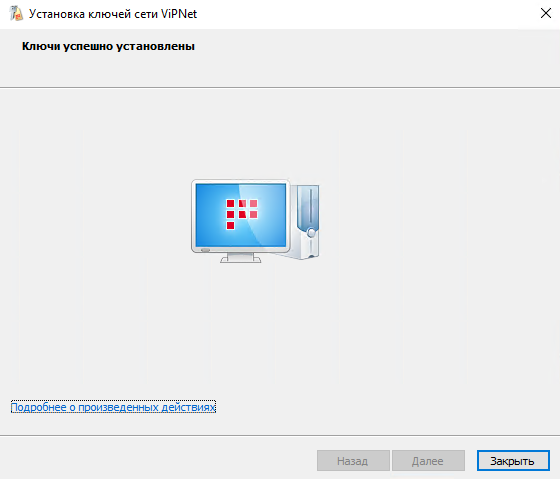 Установка ключей сети ViPNet
Ключи успешно установлены
Подробнее о произведенных действиях
Назад
Далее
Закрыть